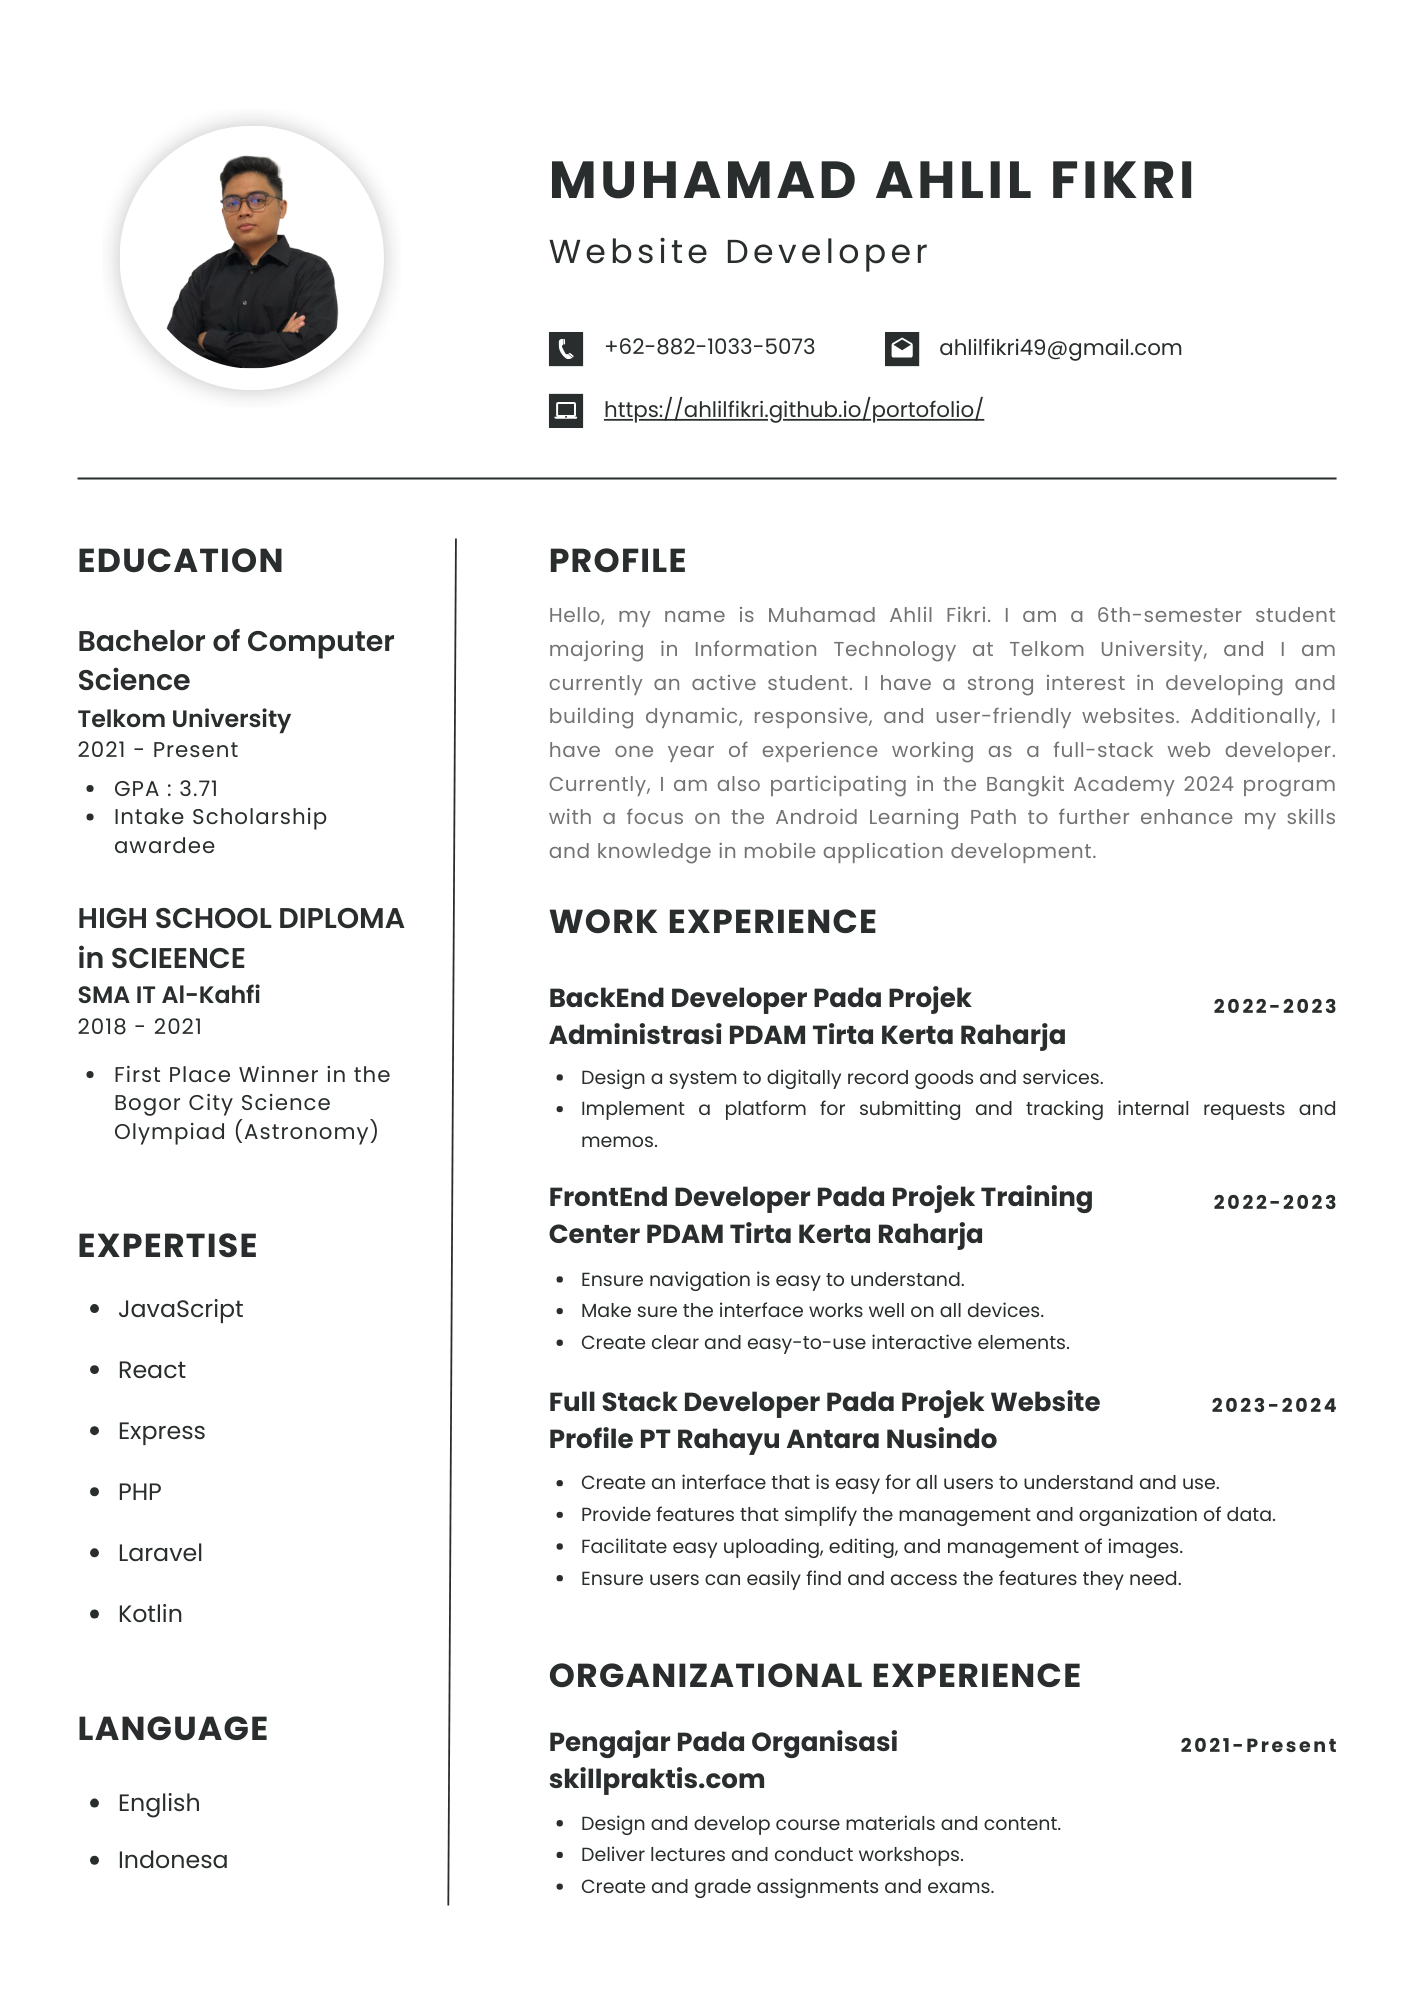 MUHAMAD AHLIL FIKRI
Website Developer
+62-882-1033-5073
ahlilfikri49@gmail.com
https://ahlilfikri.github.io/portofolio/
EDUCATION
Bachelor of Computer
Science
Telkom University
2021 - Present
• GPA : 3.71
• Intake Scholarship
awardee
HIGH SCHOOL DIPLOMA
in SCIEENCE
SMA IT Al-Kahfi
2018 - 2021
• First Place Winner in the
Bogor City Science
Olympiad (Astronomy)
EXPERTISE
• JavaScript
• React
• Express
• PHP
• Laravel
• Kotlin
LANGUAGE
• English
• Indonesa
PROFILE
Hello, my name is Muhamad Ahlil Fikri. I am a 6th-semester student
majoring in Information Technology at Telkom University, and I am
currently an active student. I have a strong interest in developing and
building dynamic, responsive, and user-friendly websites. Additionally, I
have one year of experience working as a full-stack web developer.
Currently, I am also participating in the Bangkit Academy 2024 program
with a focus on the Android Learning Path to further enhance my skills
and knowledge in mobile application development.
WORK EXPERIENCE
BackEnd Developer Pada Projek
Administrasi PDAM Tirta Kerta Raharja
2022-2023
• Design a system to digitally record goods and services.
• Implement a platform for submitting and tracking internal requests and
memos.
FrontEnd Developer Pada Projek Training
Center PDAM Tirta Kerta Raharja
2022-2023
• Ensure navigation is easy to understand.
• Make sure the interface works well on all devices.
• Create clear and easy-to-use interactive elements.
Full Stack Developer Pada Projek Website
Profile PT Rahayu Antara Nusindo
2023-2024
• Create an interface that is easy for all users to understand and use.
• Provide features that simplify the management and organization of data.
• Facilitate easy uploading, editing, and management of images.
• Ensure users can easily find and access the features they need.
ORGANIZATIONAL EXPERIENCE
Pengajar Pada Organisasi
skillpraktis.com
2021-Present
• Design and develop course materials and content.
• Deliver lectures and conduct workshops.
• Create and grade assignments and exams.